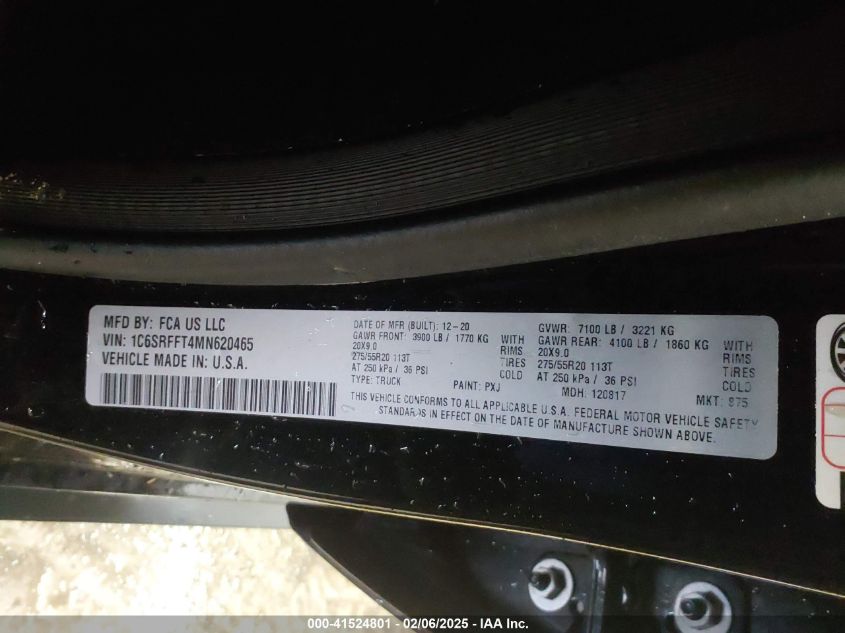 MFD BY: FCA US LLC
VIN: 1C6SRFFT4MN620465
VEHICLE MADE IN: U.S.A.
DATE OF MFR (BUILT): 12-20
GAWR FRONT: 3900 LB / 1770 KG WITH
20X9.0 RIMS
275/55R20 113T TIRES
AT 250 kPa / 36 PSI COLD
TYPE: TRUCK PAINT: PXJ
GVWR: 7100 LB / 3221 KG
GAWR REAR: 4100 LB / 1860 KG WITH
20X9.0 RIMS
275/55R20 113T TIRES
AT 250 kPa / 36 PSI COLD
MDH: 120817 MKT: 875
THIS VEHICLE CONFORMS TO ALL APPLICABLE U.S.A. FEDERAL MOTOR VEHICLE SAFETY
STANDARDS IN EFFECT ON THE DATE OF MANUFACTURE SHOWN ABOVE.
000-41524801 - 02/06/2025 - IAA Inc.